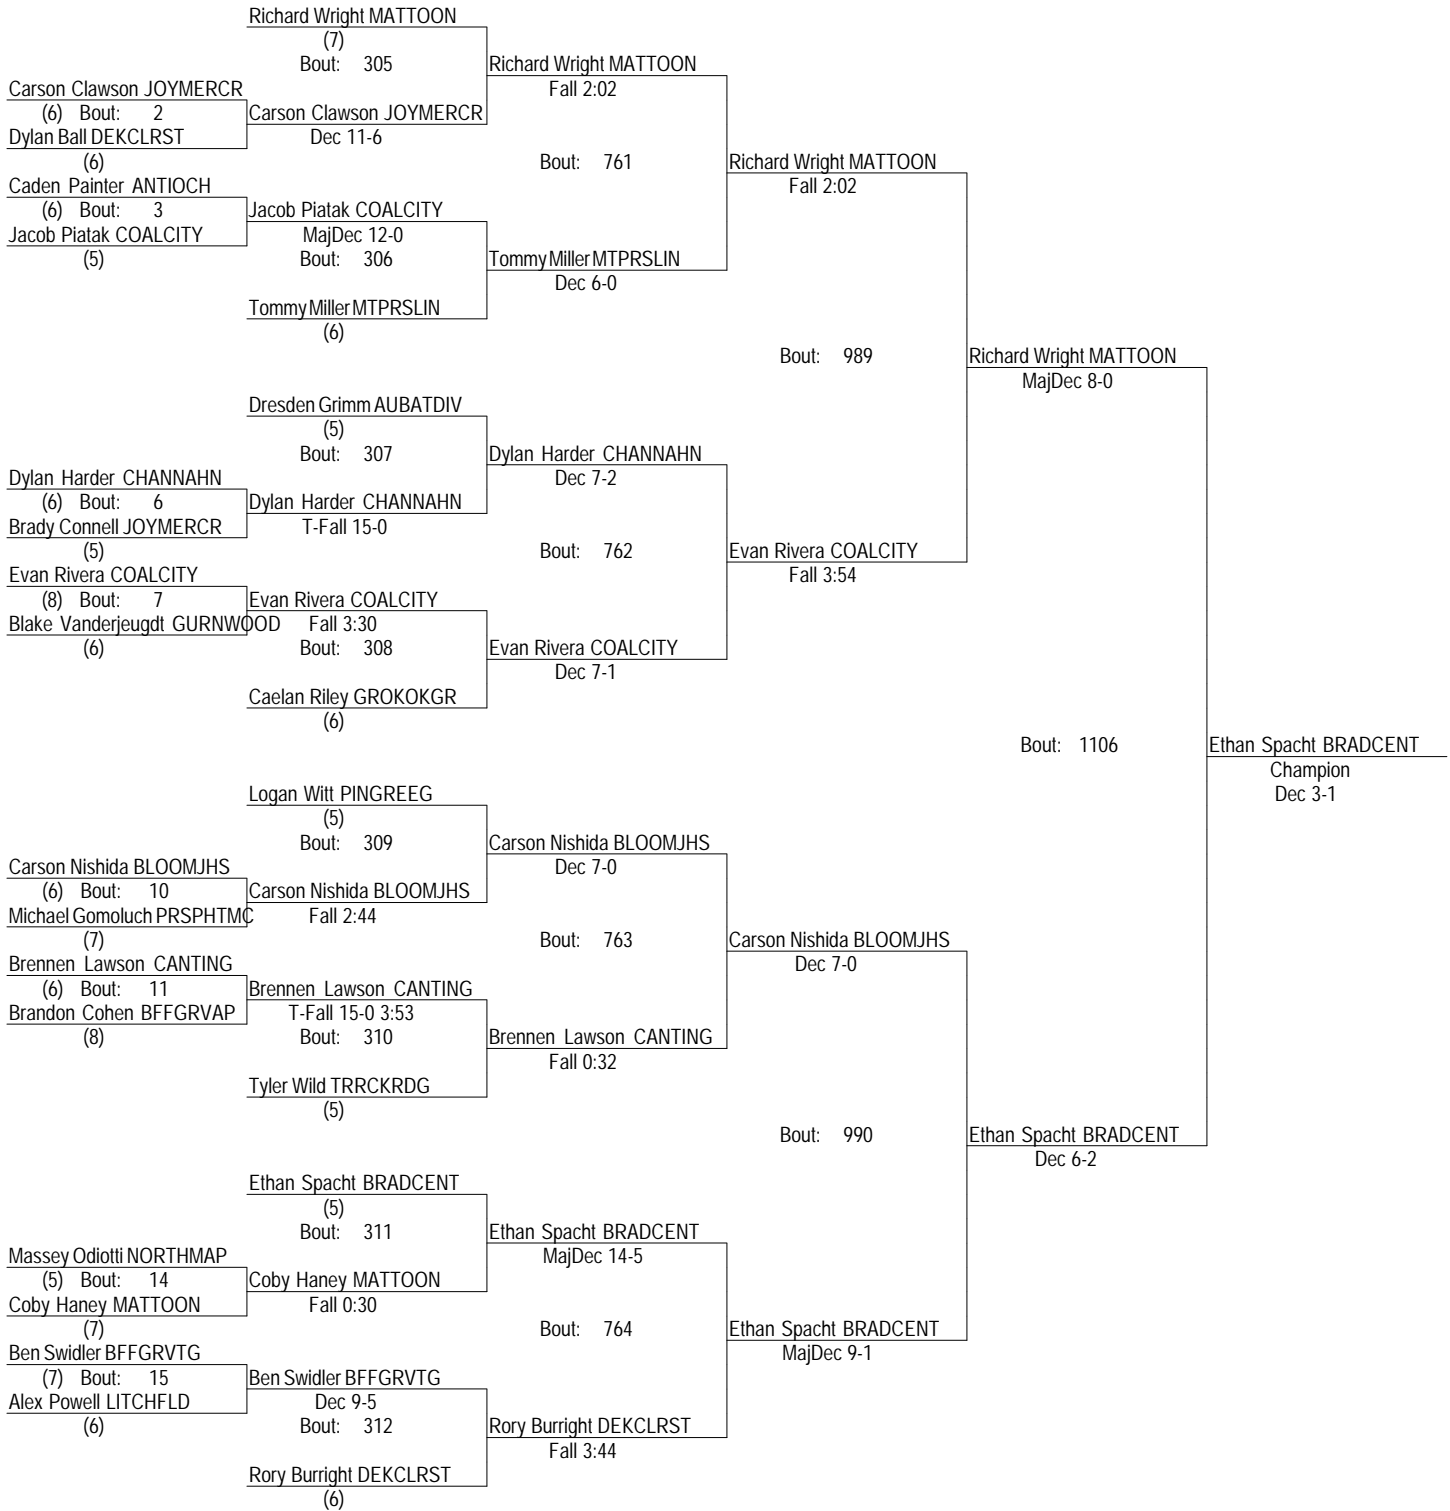 Richard Wright MATTOON
(7)
Bout: 305
Richard Wright MATTOON
Fall 2:02
Carson Clawson JOYMERCR
(6) Bout: 2
Carson Clawson JOYMERCR
Dylan Ball DEKCLRST
Dec 11-6
(6)
Bout: 761
Richard Wright MATTOON
Fall 2:02
Caden Painter ANTIOCH
(6) Bout: 3
Jacob Piatak COALCITY
Jacob Piatak COALCITY
MajDec 12-0
(5)
Bout: 306
Tommy Miller MTPRSLIN
Dec 6-0
Tommy Miller MTPRSLIN
(6)
Bout: 989
Richard Wright MATTOON
MajDec 8-0
Dresden Grimm AUBATDIV
(5)
Bout: 307
Dylan Harder CHANNAHN
Dec 7-2
Dylan Harder CHANNAHN
(6) Bout: 6
Dylan Harder CHANNAHN
Brady Connell JOYMERCR
T-Fall 15-0
(5)
Bout: 762
Evan Rivera COALCITY
Fall 3:54
Evan Rivera COALCITY
(8) Bout: 7
Evan Rivera COALCITY
Blake Vanderjeugdt GURNWOOD
Fall 3:30
(6)
Bout: 308
Evan Rivera COALCITY
Dec 7-1
Caelan Riley GROKOKGR
(6)
Bout: 1106
Ethan Spacht BRADCENT
Champion
Dec 3-1
Logan Witt PINGREEG
(5)
Bout: 309
Carson Nishida BLOOMJHS
Dec 7-0
Carson Nishida BLOOMJHS
(6) Bout: 10
Carson Nishida BLOOMJHS
Michael Gomoluch PRSPHTMC
Fall 2:44
(7)
Bout: 763
Carson Nishida BLOOMJHS
Dec 7-0
Brennen Lawson CANTING
(6) Bout: 11
Brennen Lawson CANTING
Brandon Cohen BFFGRVAP
T-Fall 15-0 3:53
(8)
Bout: 310
Brennen Lawson CANTING
Fall 0:32
Tyler Wild TRRCKRDG
(5)
Bout: 990
Ethan Spacht BRADCENT
Dec 6-2
Ethan Spacht BRADCENT
(5)
Bout: 311
Ethan Spacht BRADCENT
MajDec 14-5
Massey Odiotti NORTHMAP
(5) Bout: 14
Coby Haney MATTOON
Coby Haney MATTOON
Fall 0:30
(7)
Bout: 764
Ethan Spacht BRADCENT
MajDec 9-1
Ben Swidler BFFGRVTG
(7) Bout: 15
Ben Swidler BFFGRVTG
Alex Powell LITCHFLD
Dec 9-5
(6)
Bout: 312
Rory Burright DEKCLRST
Fall 3:44
Rory Burright DEKCLRST
(6)